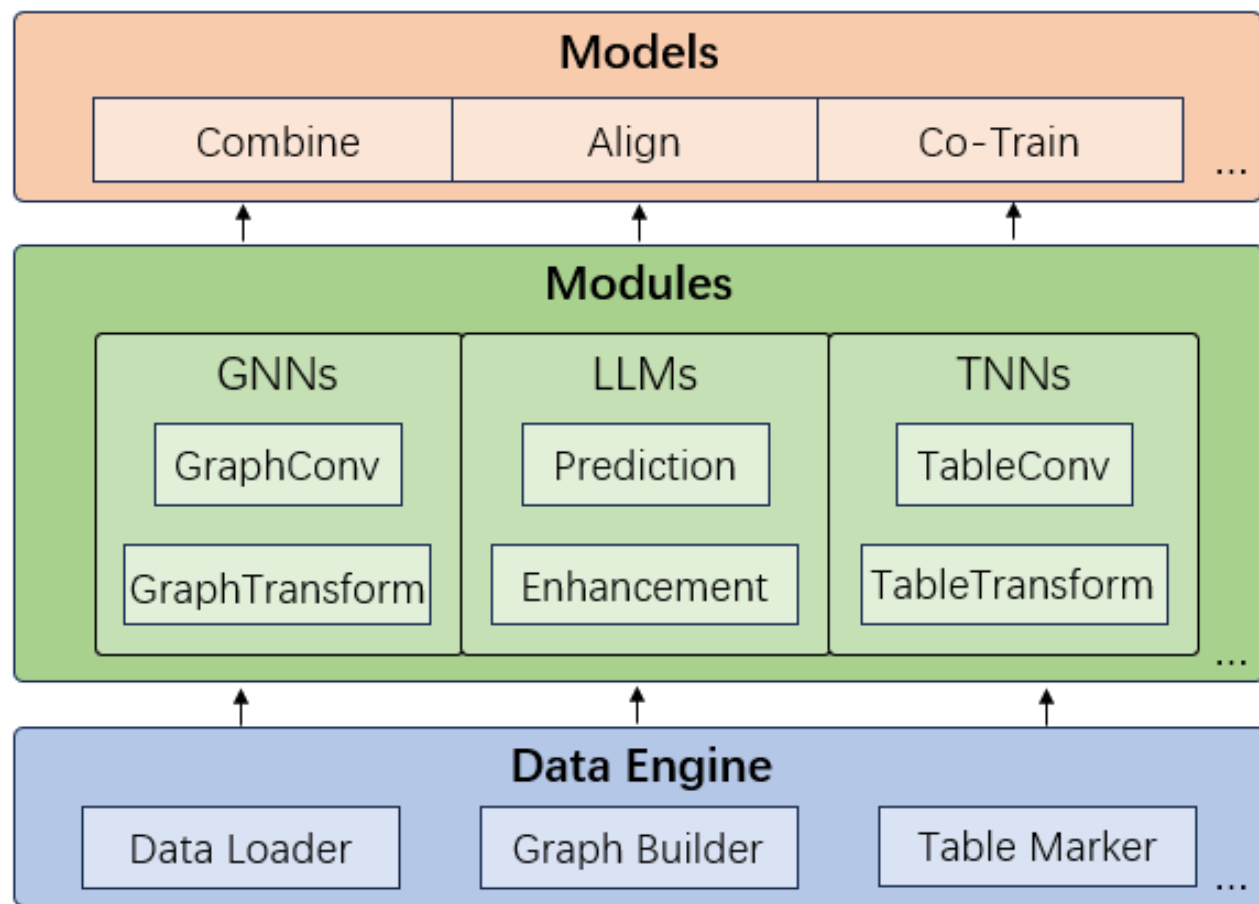 Models
Combine Align Co-Train
...
Modules
GNNs LLMs TNNs
GraphConv Prediction TableConv
GraphTransform Enhancement TableTransform
...
Data Engine
Data Loader Graph Builder Table Marker
...